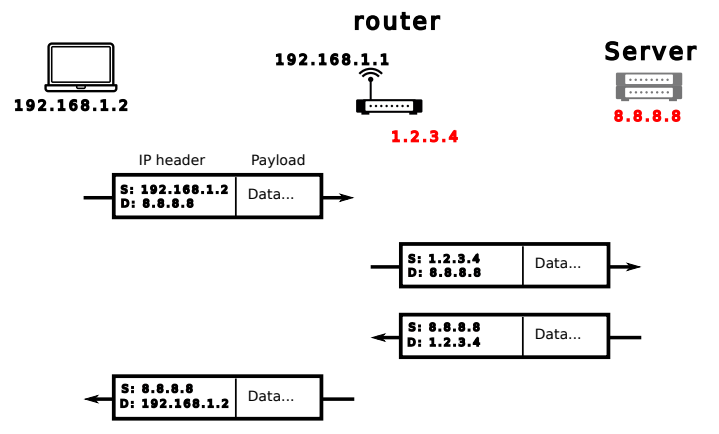 router
192.168.1.1
Server
192.168.1.2
8.8.8.8
1.2.3.4
IP header
Payload
S: 192.168.1.2
D: 8.8.8.8
Data...
S: 1.2.3.4
D: 8.8.8.8
Data...
S: 8.8.8.8
D: 1.2.3.4
Data...
S: 8.8.8.8
D: 192.168.1.2
Data...